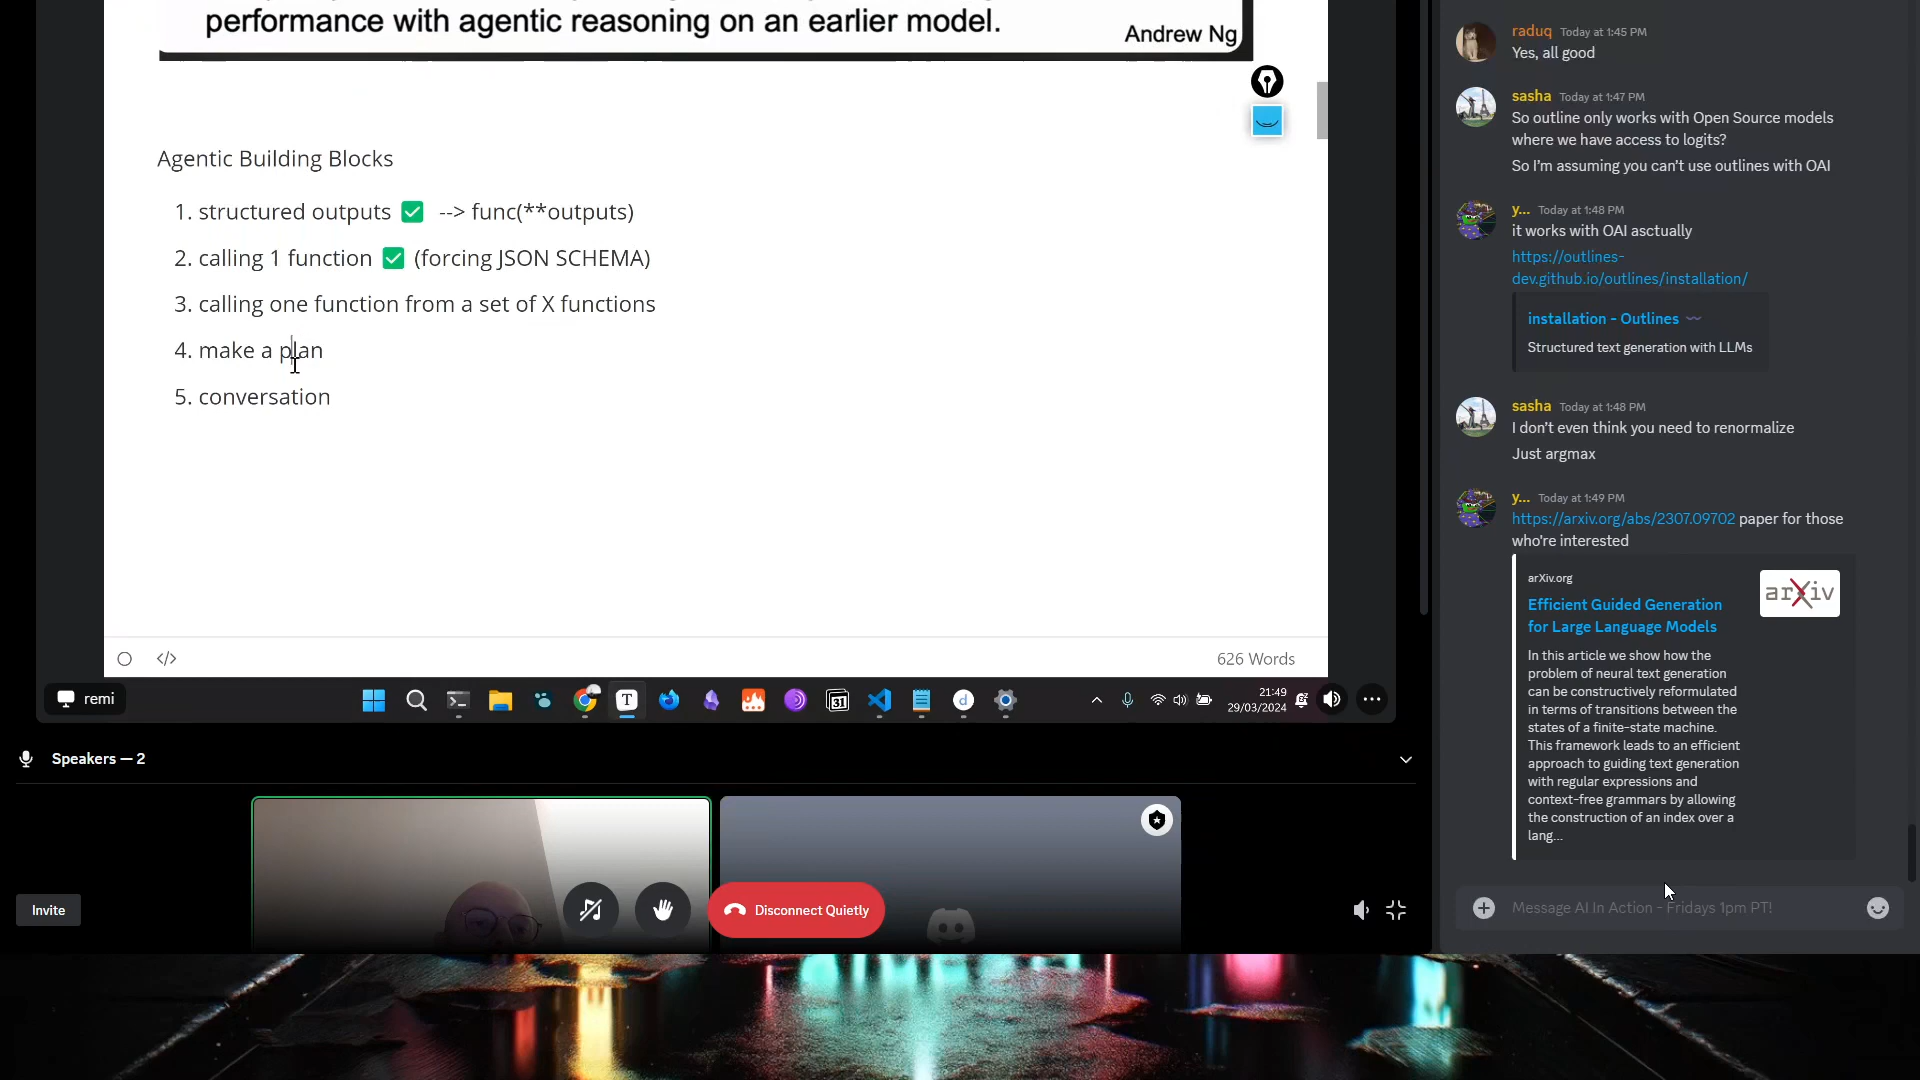 performance with agentic reasoning on an earlier model.
Andrew Ng
Agentic Building Blocks
1. structured outputs ✅ --> func(**outputs)
2. calling 1 function ✅ (forcing JSON SCHEMA)
3. calling one function from a set of X functions
4. make a plan
5. conversation
</>
626 Words
remi
T
31
d
21:49
29/03/2024
Speakers — 2
Invite
Disconnect Quietly
raduq Today at 1:45 PM
Yes, all good
sasha Today at 1:47 PM
So outline only works with Open Source models
where we have access to logits?
So I'm assuming you can't use outlines with OAI
y... Today at 1:48 PM
it works with OAI asctually
https://outlines-
dev.github.io/outlines/installation/
installation - Outlines 〰️
Structured text generation with LLMs
sasha Today at 1:48 PM
I don't even think you need to renormalize
Just argmax
y... Today at 1:49 PM
https://arxiv.org/abs/2307.09702 paper for those
who're interested
arXiv.org
arXiv
Efficient Guided Generation
for Large Language Models
In this article we show how the
problem of neural text generation
can be constructively reformulated
in terms of transitions between the
states of a finite-state machine.
This framework leads to an efficient
approach to guiding text generation
with regular expressions and
context-free grammars by allowing
the construction of an index over a
lang...
Message AI In Action - Fridays 1pm PT!